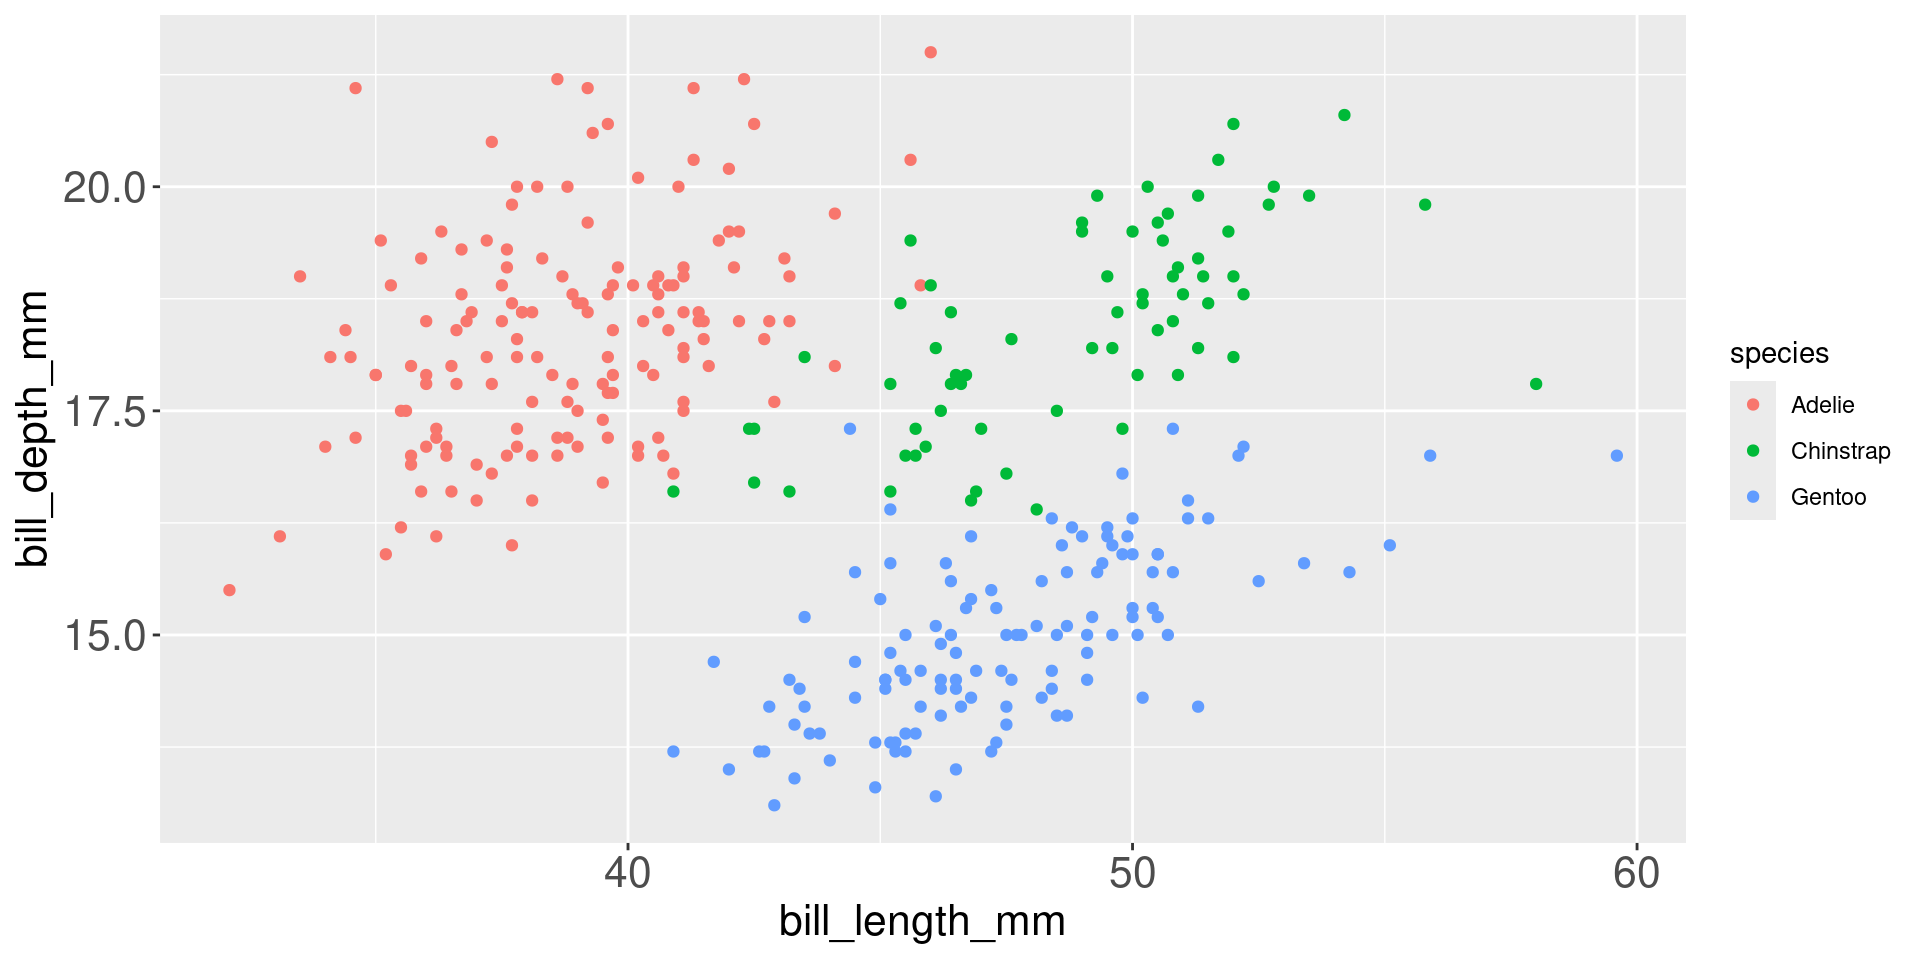 20.0
17.5
15.0
bill_depth_mm
40 50 60
bill_length_mm
species
Adelie
Chinstrap
Gentoo